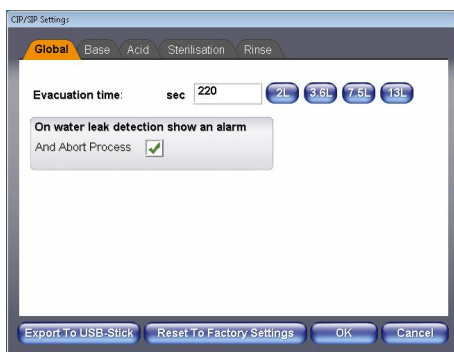 CIP/SIP Settings
Global Base Acid Sterilisation Rinse
Evacuation time: sec 220 2L 3.6L 7.5L 13L
On water leak detection show an alarm
And Abort Process
Export To USB-Stick Reset To Factory Settings OK Cancel